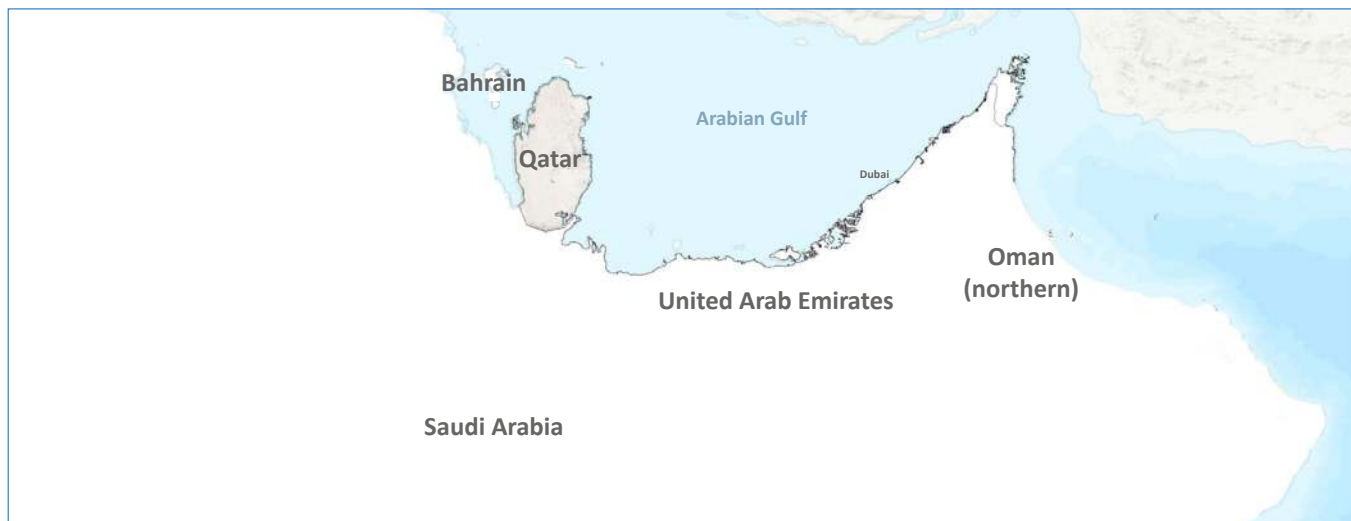 Bahrain
Arabian Gulf
Qatar
Dubai
Oman
(northern)
United Arab Emirates
Saudi Arabia